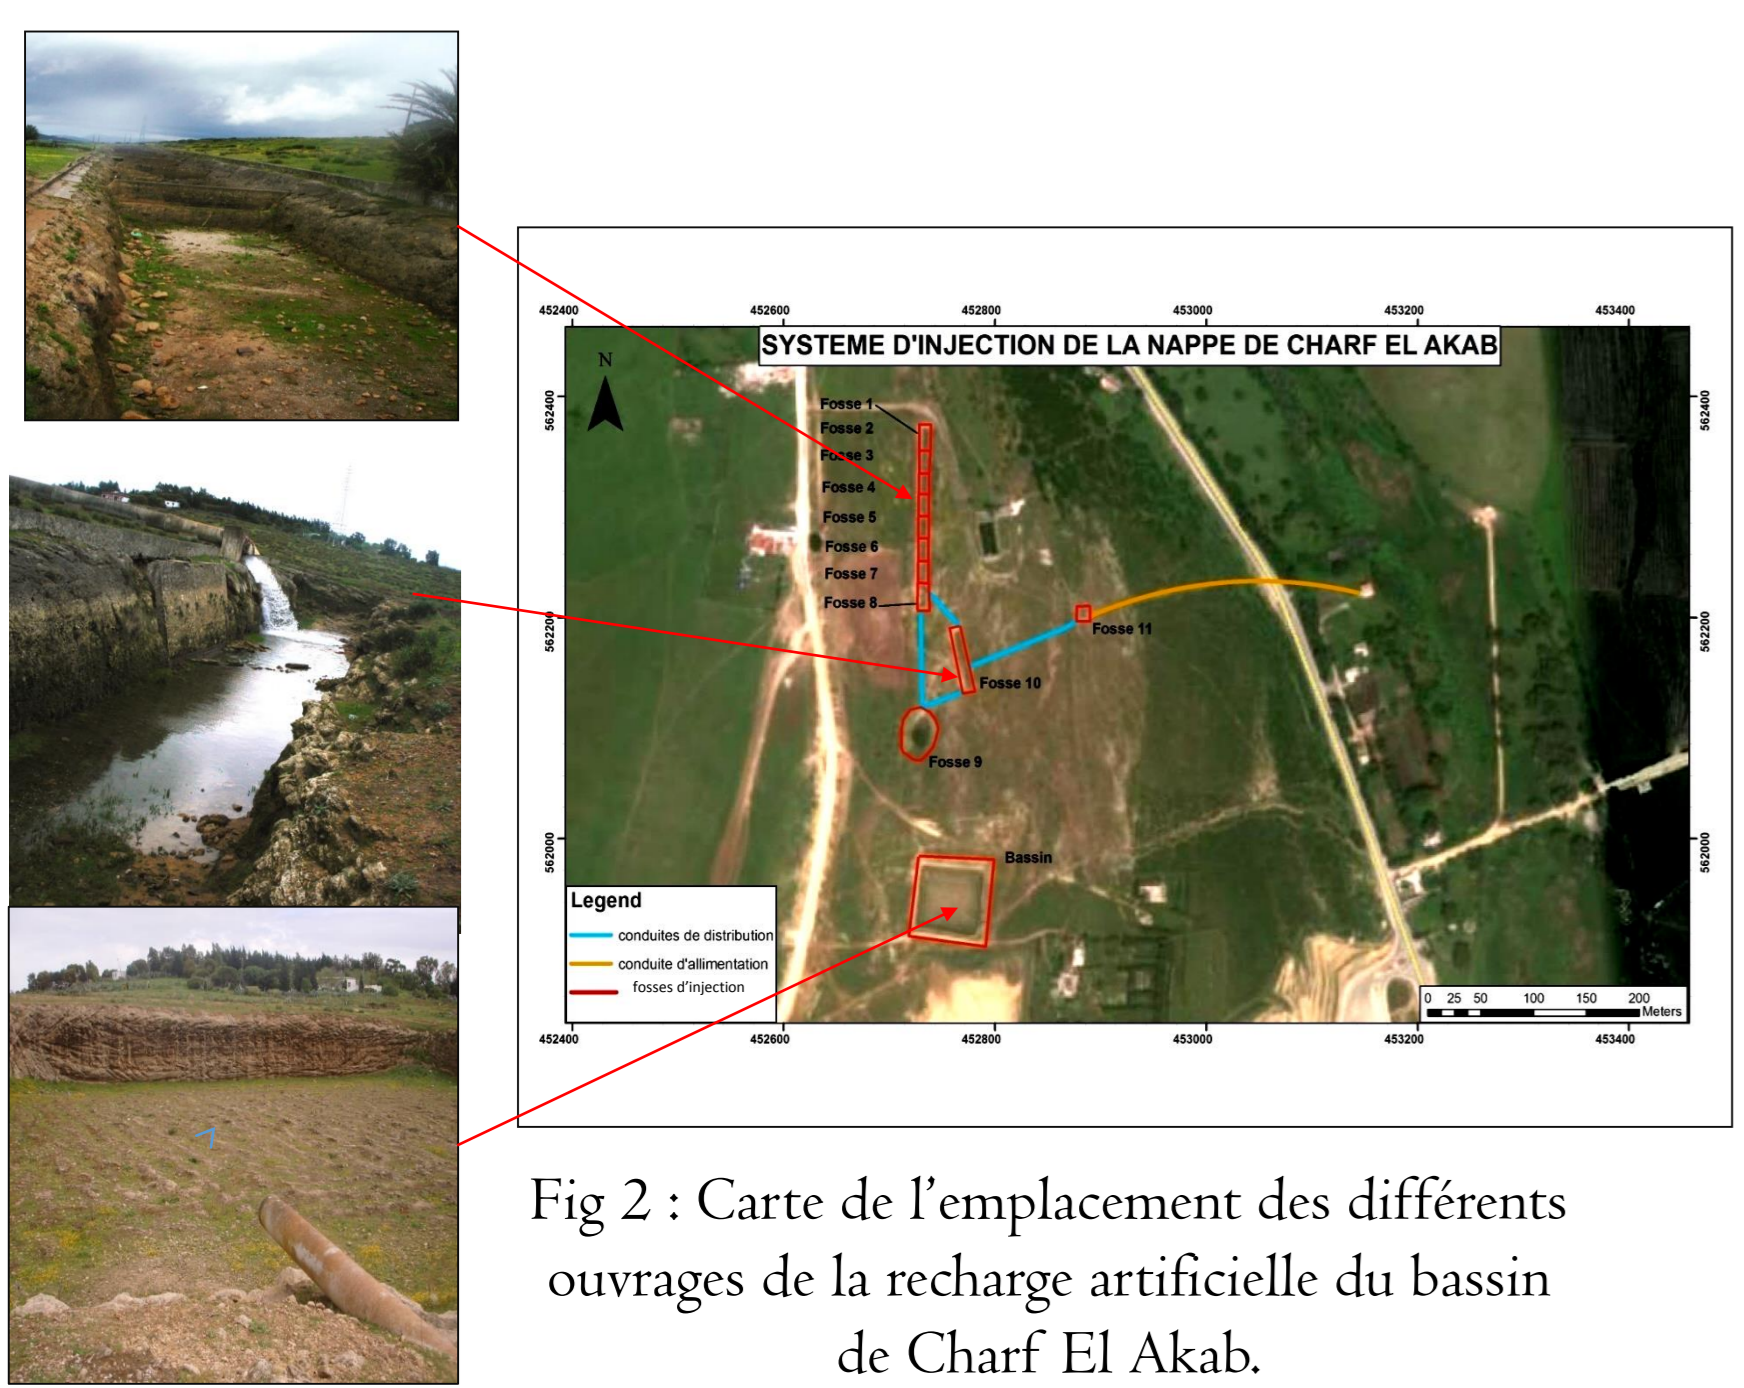 452400 452600 452800 453000 453200 453400
SYSTEME D'INJECTION DE LA NAPPE DE CHARF EL AKAB
N
562400
562400
Fosse 1
Fosse 2
Fosse 3
Fosse 4
Fosse 5
Fosse 6
Fosse 7
Fosse 8
562200
562200
Fosse 11
Fosse 10
Fosse 9
562000
562000
Bassin
Legend
conduites de distribution
conduite d'allimentation
fosses d'injection
0 25 50 100 150 200
Meters
452400 452600 452800 453000 453200 453400
Fig 2 : Carte de l'emplacement des différents
ouvrages de la recharge artificielle du bassin
de Charf El Akab.